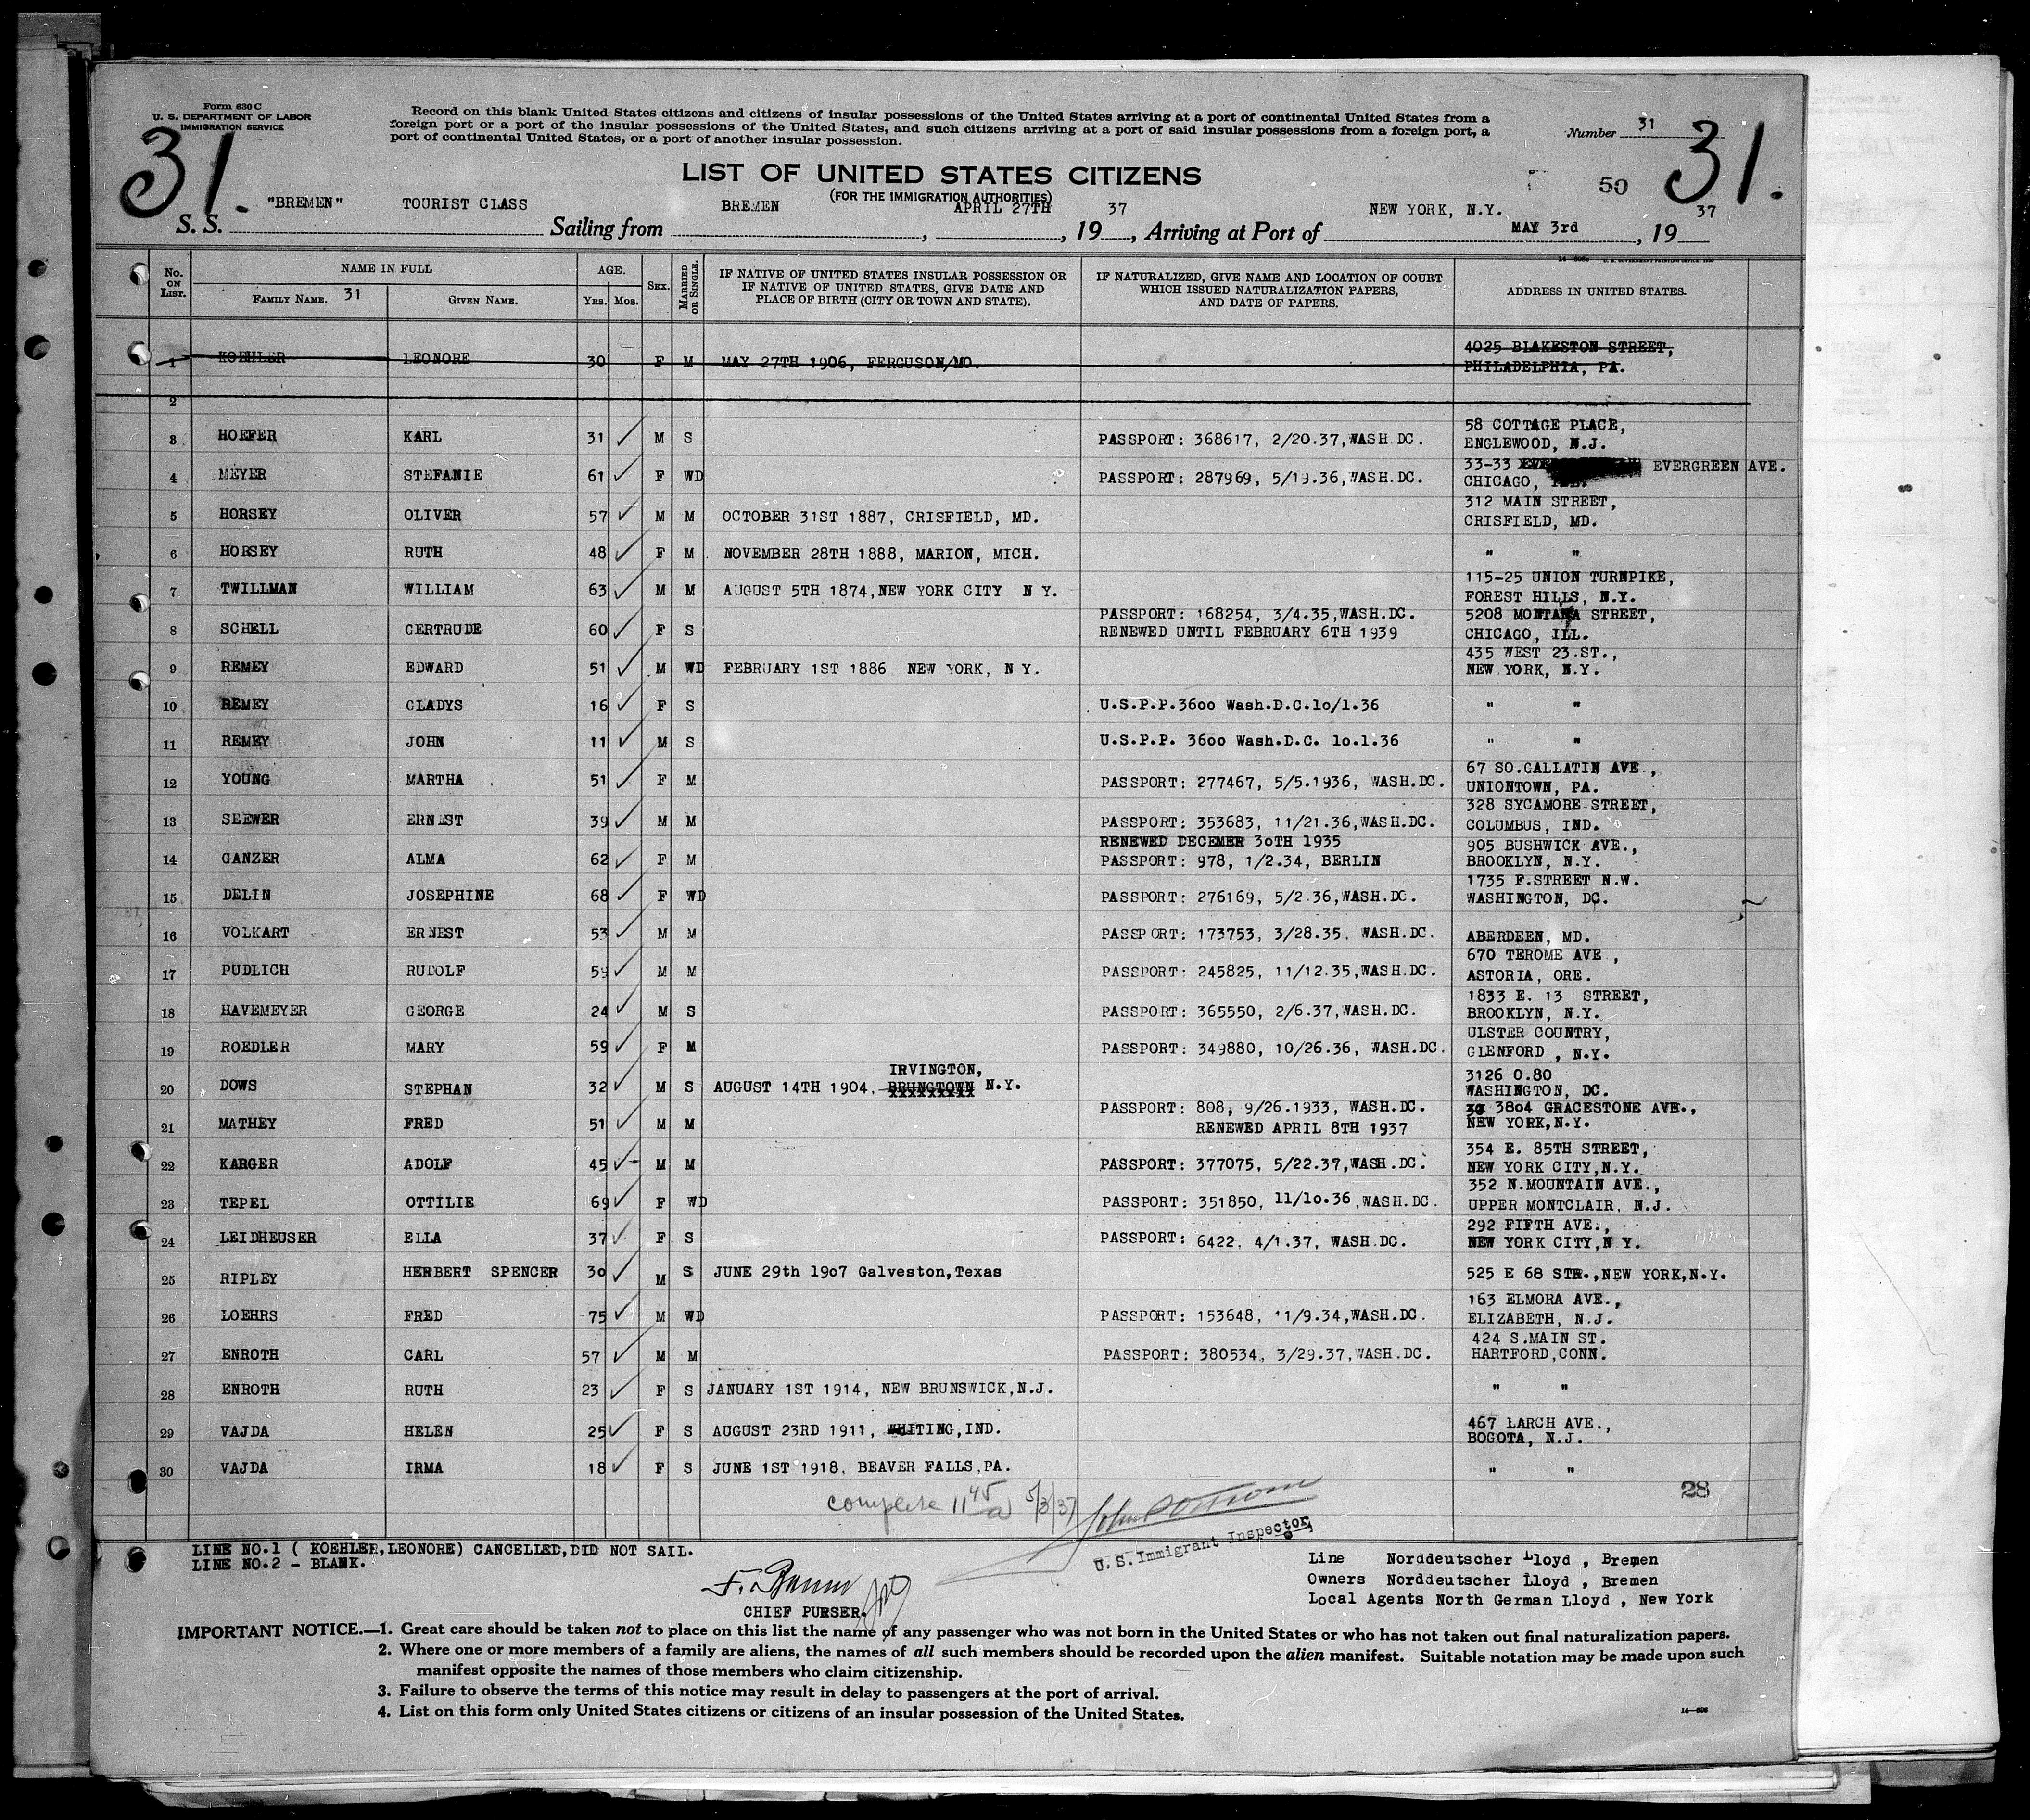 Form 630 C
U. S. DEPARTMENT OF LABOR
IMMIGRATION SERVICE
Record on this blank United States citizens and citizens of insular possessions of the United States arriving at a port of continental United States from a
foreign port or a port of the insular possessions of the United States, and such citizens arriving at a port of said insular possessions from a foreign port, a
port of continental United States, or a port of another insular possession.
Number 31
31. 31.
LIST OF UNITED STATES CITIZENS
(FOR THE IMMIGRATION AUTHORITIES)
50
S. S. "BREMEN" TOURIST CLASS Sailing from BREMEN, APRIL 27TH, 1937, Arriving at Port of NEW YORK, N.Y. MAY 3rd, 1937
No. ON LIST. NAME IN FULL AGE. SEX. MARRIED OR SINGLE. IF NATIVE OF UNITED STATES INSULAR POSSESSION OR IF NATIVE OF UNITED STATES, GIVE DATE AND PLACE OF BIRTH (CITY OR TOWN AND STATE). IF NATURALIZED, GIVE NAME AND LOCATION OF COURT WHICH ISSUED NATURALIZATION PAPERS, AND DATE OF PAPERS. ADDRESS IN UNITED STATES.
FAMILY NAME. 31 GIVEN NAME. YRS. MOS.
1 KOEHLER LEONORE 30 F M MAY 27TH 1906, FERGUSON/MO. 4025 BLAKESTON STREET, PHILADELPHIA, PA.
2
3 HOEFER KARL 31 ✓ M S PASSPORT: 368617, 2/20.37,WASH.DC. 58 COTTAGE PLACE, ENGLEWOOD, N.J.
4 MEYER STEFANIE 61 ✓ F WD PASSPORT: 287969, 5/19.36,WASH.DC. 33-33 EVERGREEN AVE. CHICAGO, ILL.
5 HORSEY OLIVER 57 ✓ M M OCTOBER 31ST 1887, CRISFIELD, MD. 312 MAIN STREET, CRISFIELD, MD.
6 HORSEY RUTH 48 ✓ F M NOVEMBER 28TH 1888, MARION, MICH. " "
7 TWILLMAN WILLIAM 63 ✓ M M AUGUST 5TH 1874,NEW YORK CITY N Y. 115-25 UNION TURNPIKE, FOREST HILLS, N.Y.
8 SCHELL GERTRUDE 60 ✓ F S PASSPORT: 168254, 3/4.35,WASH.DC. RENEWED UNTIL FEBRUARY 6TH 1939 5208 MONTANA STREET, CHICAGO, ILL.
9 REMEY EDWARD 51 ✓ M WD FEBRUARY 1ST 1886 NEW YORK, N Y. 435 WEST 23.ST., NEW YORK, N.Y.
10 REMEY GLADYS 16 ✓ F S U.S.P.P.3600 Wash.D.C.10/1.36 " "
11 REMEY JOHN 11 ✓ M S U.S.P.P. 3600 Wash.D.C. 10.1.36 " "
12 YOUNG MARTHA 51 ✓ F M PASSPORT: 277467, 5/5.1936, WASH.DC. 67 SO.GALLATIN AVE., UNIONTOWN, PA.
13 SEEWER ERNEST 39 ✓ M M PASSPORT: 353683, 11/21.36,WASH.DC. 328 SYCAMORE STREET, COLUMBUS, IND.
14 GANZER ALMA 62 ✓ F M RENEWED DECEMER 30TH 1935 PASSPORT: 978, 1/2.34, BERLIN 905 BUSHWICK AVE., BROOKLYN, N.Y.
15 DELIN JOSEPHINE 68 ✓ F WD PASSPORT: 276169, 5/2.36,WASH.DC. 1735 F.STREET N.W. WASHINGTON, DC.
16 VOLKART ERNEST 53 ✓ M M PASSPORT: 173753, 3/28.35. WASH.DC. ABERDEEN, MD.
17 PUDLICH RUDOLF 59 ✓ M M PASSPORT: 245825, 11/12.35,WASH.DC. 670 TEROME AVE, ASTORIA, ORE.
18 HAVEMEYER GEORGE 24 ✓ M S PASSPORT: 365550, 2/6.37,WASH.DC. 1833 E. 13 STREET, BROOKLYN, N.Y.
19 ROEDLER MARY 59 ✓ F M PASSPORT: 349880, 10/26.36, WASH.DC. ULSTER COUNTRY, GLENFORD, N.Y.
20 DOWS STEPHAN 32 ✓ M S AUGUST 14TH 1904, IRVINGTON, BRUNGTOWN N.Y. 3126 O.80 WASHINGTON, DC.
21 MATHEY FRED 51 ✓ M M PASSPORT: 808, 9/26.1933, WASH.DC. RENEWED APRIL 8TH 1937 3804 GRACESTONE AVE., NEW YORK,N.Y.
22 KARGER ADOLF 45 ✓ M M PASSPORT: 377075, 5/22.37,WASH.DC. 354 E. 85TH STREET, NEW YORK CITY,N.Y.
23 TEPEL OTTILIE 69 ✓ F WD PASSPORT: 351850, 11/10.36,WASH.DC. 352 N.MOUNTAIN AVE., UPPER MONTCLAIR, N.J.
24 LEIDHEUSER ELLA 37 ✓ F S PASSPORT: 6422, 4/1.37, WASH.DC. 292 FIFTH AVE., NEW YORK CITY,N Y.
25 RIPLEY HERBERT SPENCER 30 ✓ M S JUNE 29th 1907 Galveston,Texas 525 E 68 STR.,NEW YORK,N.Y.
26 LOEHRS FRED 75 ✓ M WD PASSPORT: 153648, 11/9.34,WASH.DC. 163 ELMORA AVE., ELIZABETH, N.J.
27 ENROTH CARL 57 ✓ M M PASSPORT: 380534, 3/29.37,WASH.DC. 424 S.MAIN ST. HARTFORD,CONN.
28 ENROTH RUTH 23 ✓ F S JANUARY 1ST 1914, NEW BRUNSWICK,N.J. " "
29 VAJDA HELEN 25 ✓ F S AUGUST 23RD 1911, WHITING,IND. 467 LARCH AVE., BOGOTA, N.J.
30 VAJDA IRMA 18 ✓ F S JUNE 1ST 1918, BEAVER FALLS,PA. " "
28
complete 11 45 a 5/3/37
U.S.Immigrant Inspector
LINE NO.1 ( KOEHLER,LEONORE) CANCELLED,DID NOT SAIL.
LINE NO.2 - BLANK.
CHIEF PURSER.
Line Norddeutscher Lloyd , Bremen
Owners Norddeutscher Lloyd , Bremen
Local Agents North German Lloyd , New York
IMPORTANT NOTICE.—1. Great care should be taken not to place on this list the name of any passenger who was not born in the United States or who has not taken out final naturalization papers.
2. Where one or more members of a family are aliens, the names of all such members should be recorded upon the alien manifest. Suitable notation may be made upon such
manifest opposite the names of those members who claim citizenship.
3. Failure to observe the terms of this notice may result in delay to passengers at the port of arrival.
4. List on this form only United States citizens or citizens of an insular possession of the United States.